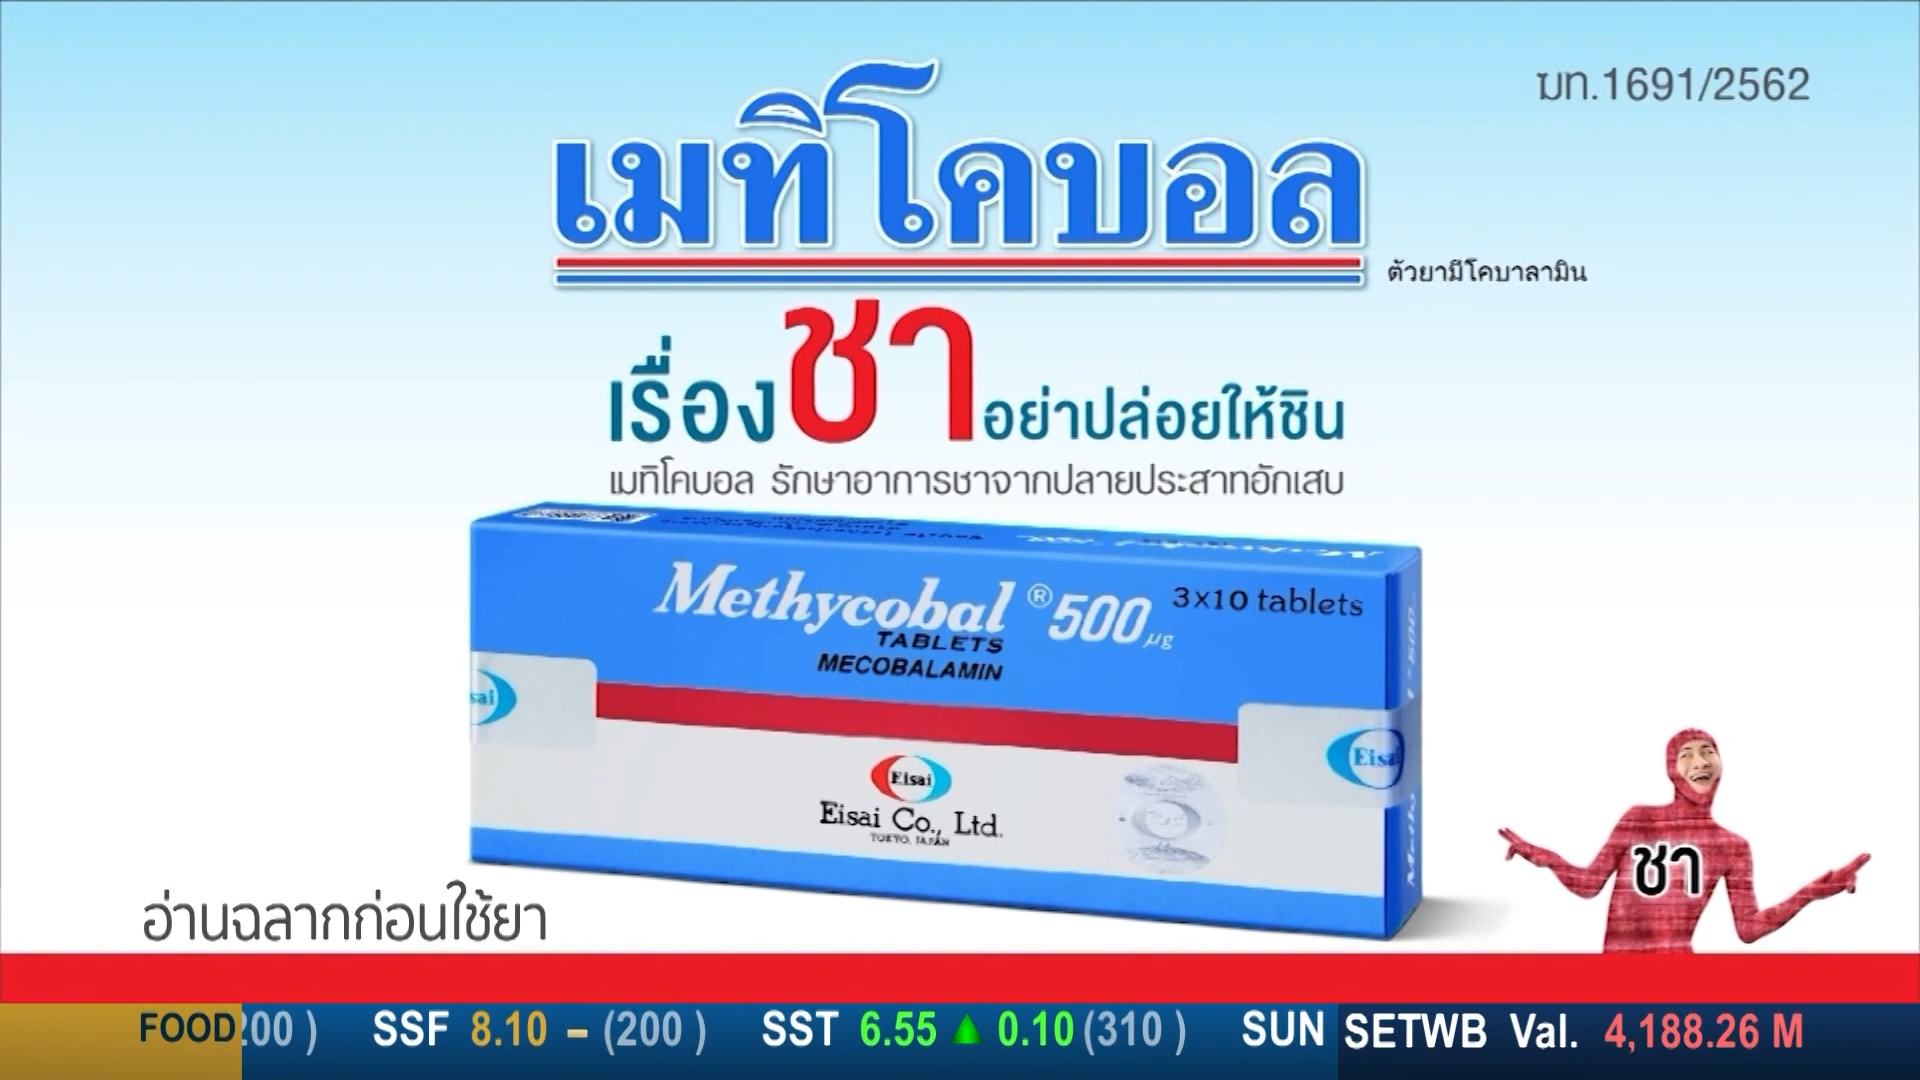 ฆท.1691/2562
เมทิโคบอล
ตัวยามีโคบาลามิน
เรื่องชาอย่าปล่อยให้ชิน
เมทิโคบอล รักษาอาการชาจากปลายประสาทอักเสบ
Methycobal ® 500 µg 3x10 tablets
TABLETS
MECOBALAMIN
Eisai
Eisai
Eisai Co., Ltd.
TOKYO, JAPAN
ชา
อ่านฉลากก่อนใช้ยา
FOOD 200 ) SSF 8.10 – (200 ) SST 6.55 ▲ 0.10 (310 ) SUN SETWB Val. 4,188.26 M